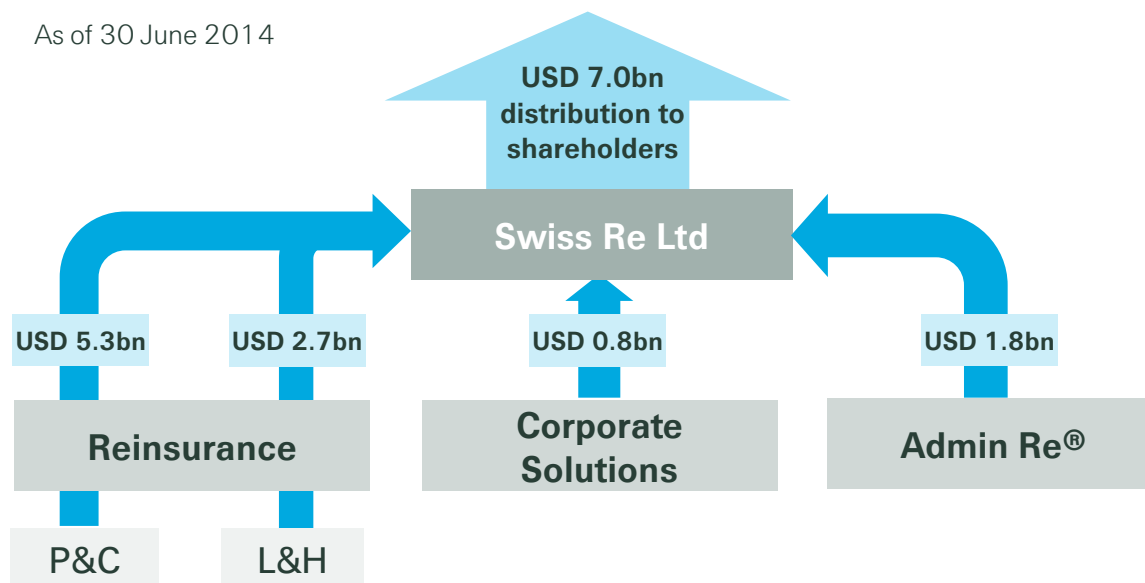 As of 30 June 2014
USD 7.0bn
distribution to
shareholders
Swiss Re Ltd
USD 5.3bn
USD 2.7bn
USD 0.8bn
USD 1.8bn
Reinsurance
Corporate
Solutions
Admin Re®
P&C
L&H